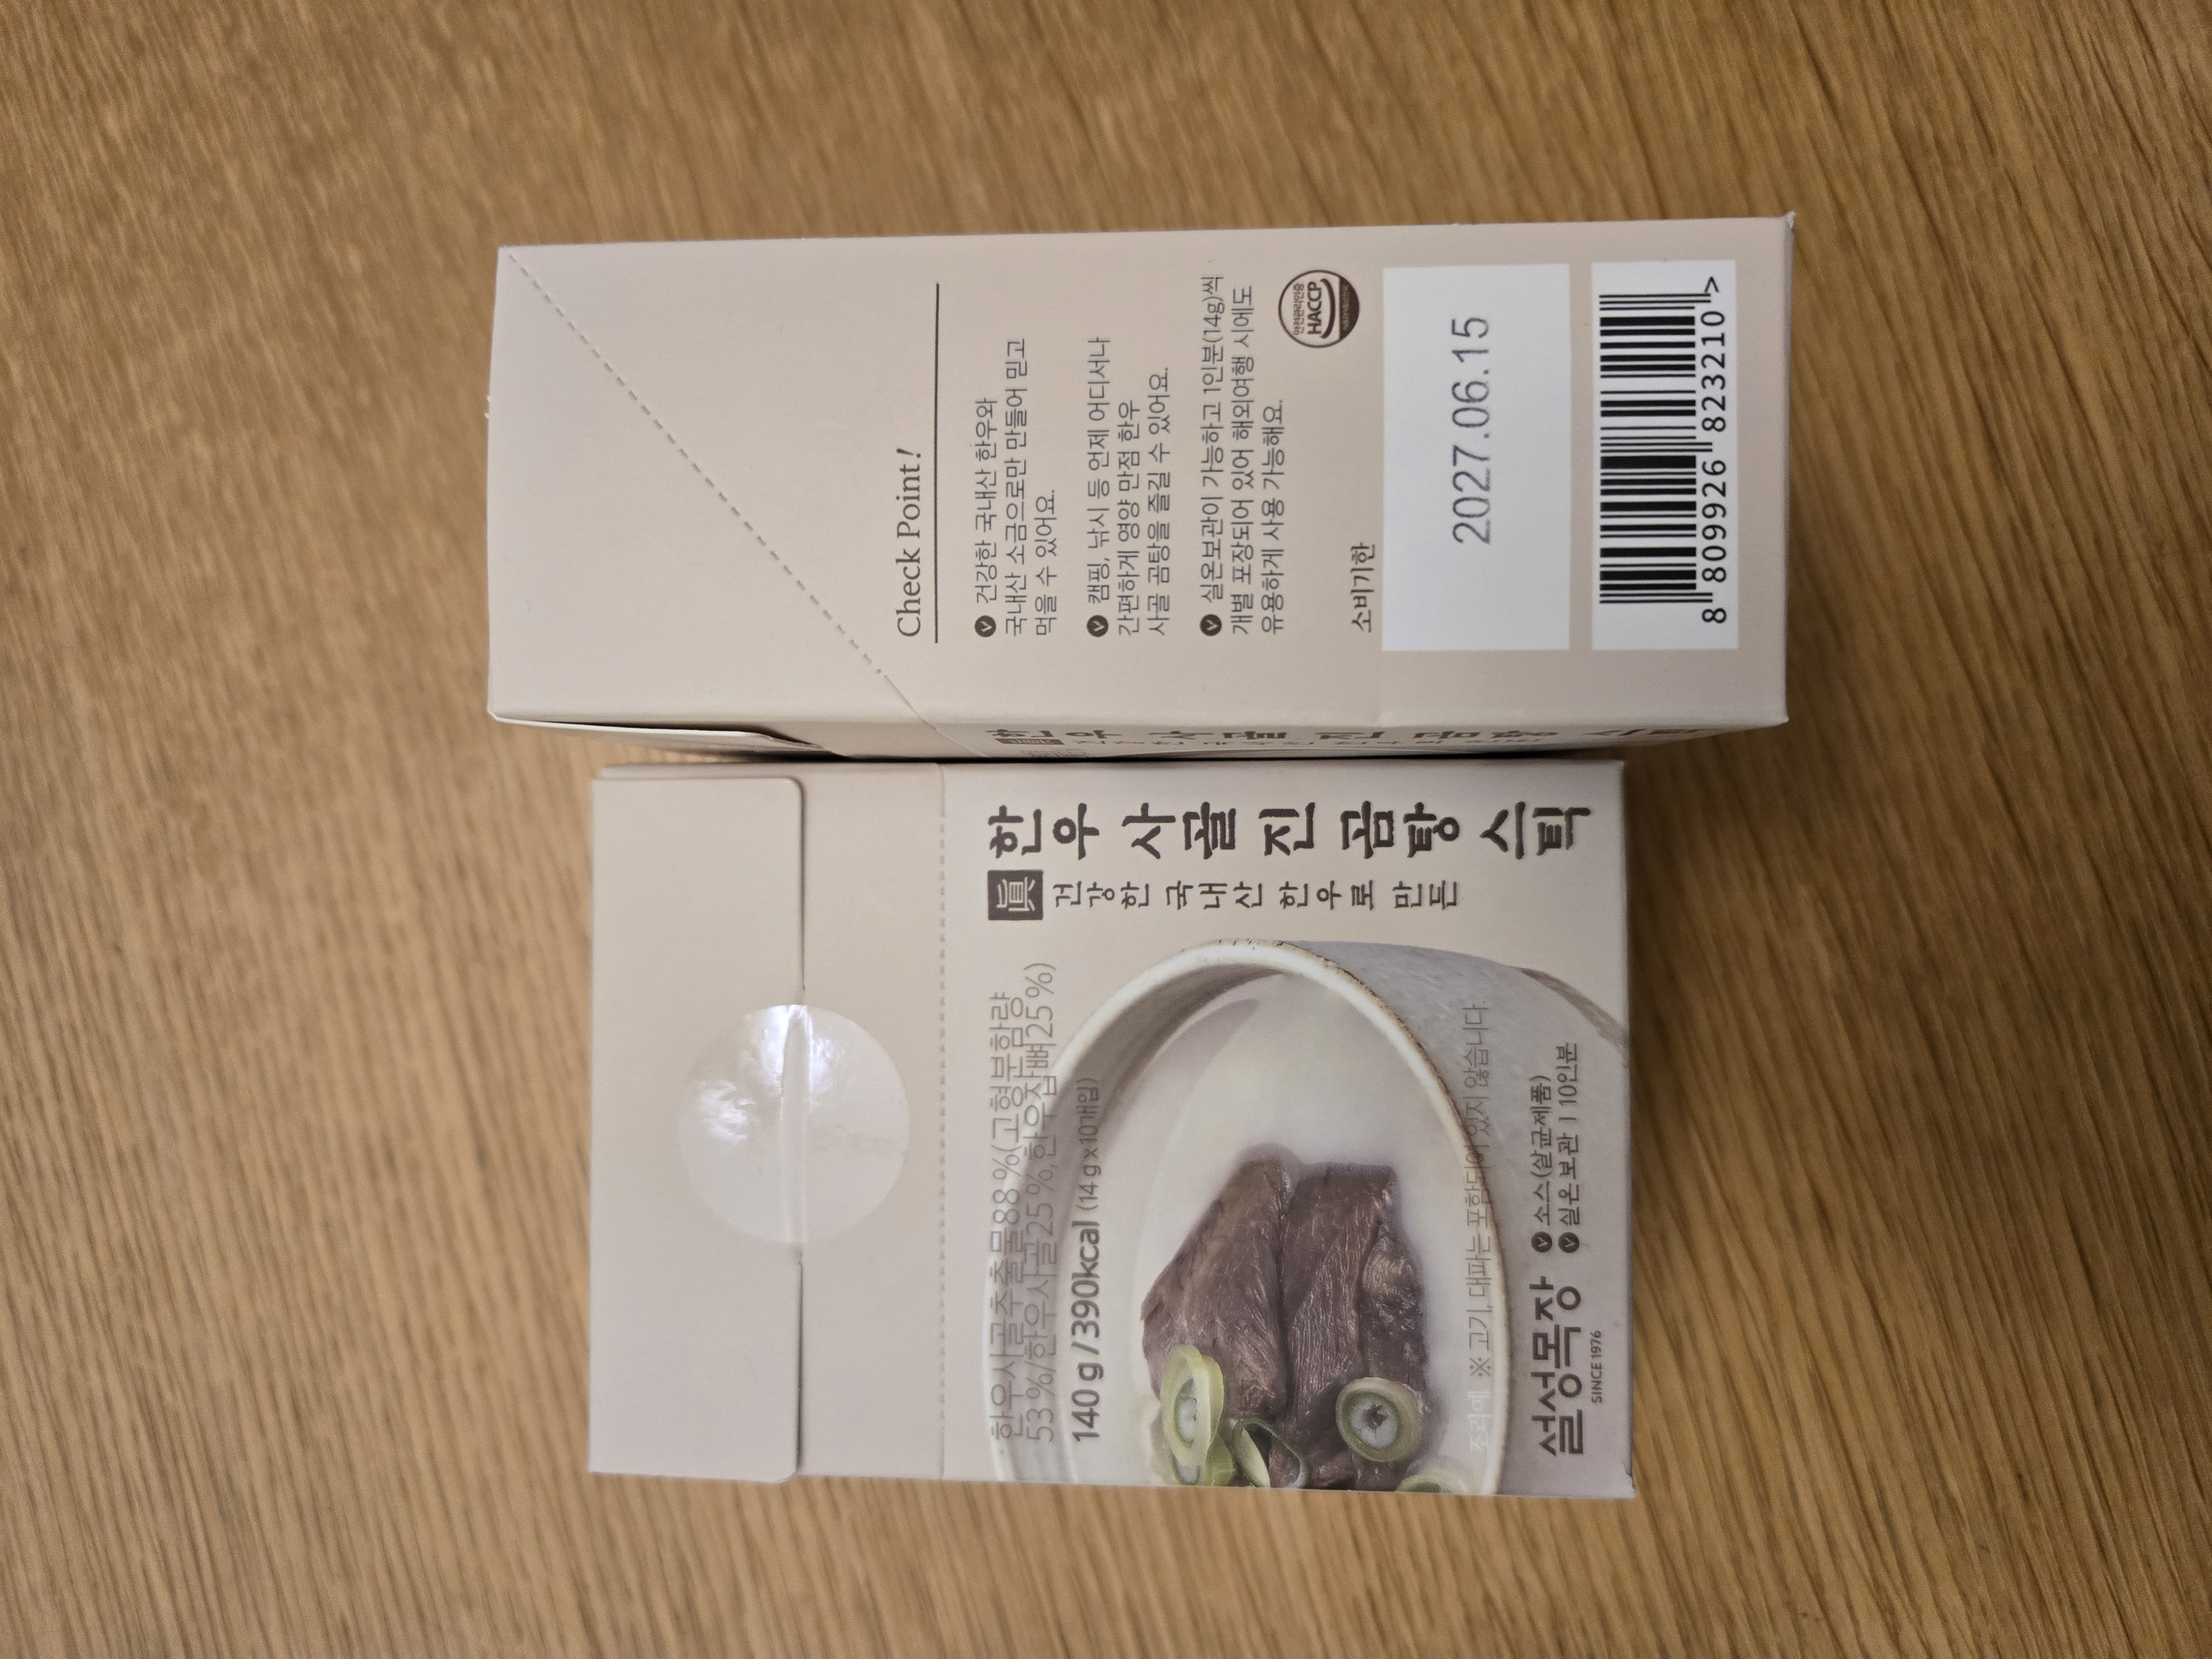 Check Point!
건강한 국내산 한우와
국내산 소금으로만 만들어 믿고
먹을 수 있어요.
캠핑, 낚시 등 언제 어디서나
간편하게 영양 만점 한우
사골 곰탕을 즐길 수 있어요.
실온보관이 가능하고 1인분(14g)씩
개별 포장되어 있어 해외여행 시에도
유용하게 사용 가능해요.
안전관리인증
HACCP
소비기한
2027.06.15
8 809926 823210 >
한우 사골 진 곰탕 스틱
眞 건강한 국내산 한우로 만든
한우사골추출물88%(고형분함량
53%/한우사골25%,한우잡뼈25%)
140 g / 390kcal (14 g x 10개입)
조리예 ※ 고기, 대파는 포함되어 있지 않습니다.
설성목장
SINCE 1976
소스(살균제품)
실온보관 | 10인분